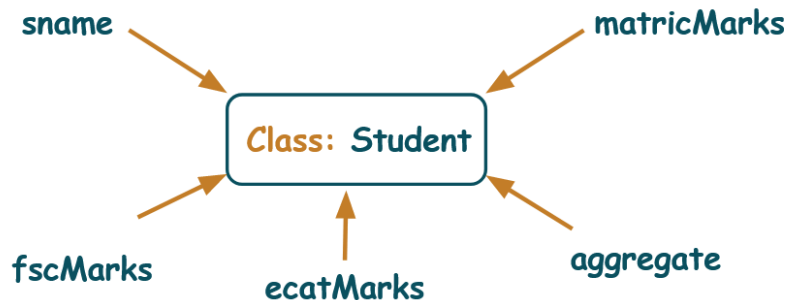 sname
matricMarks
Class: Student
fscMarks
ecatMarks
aggregate